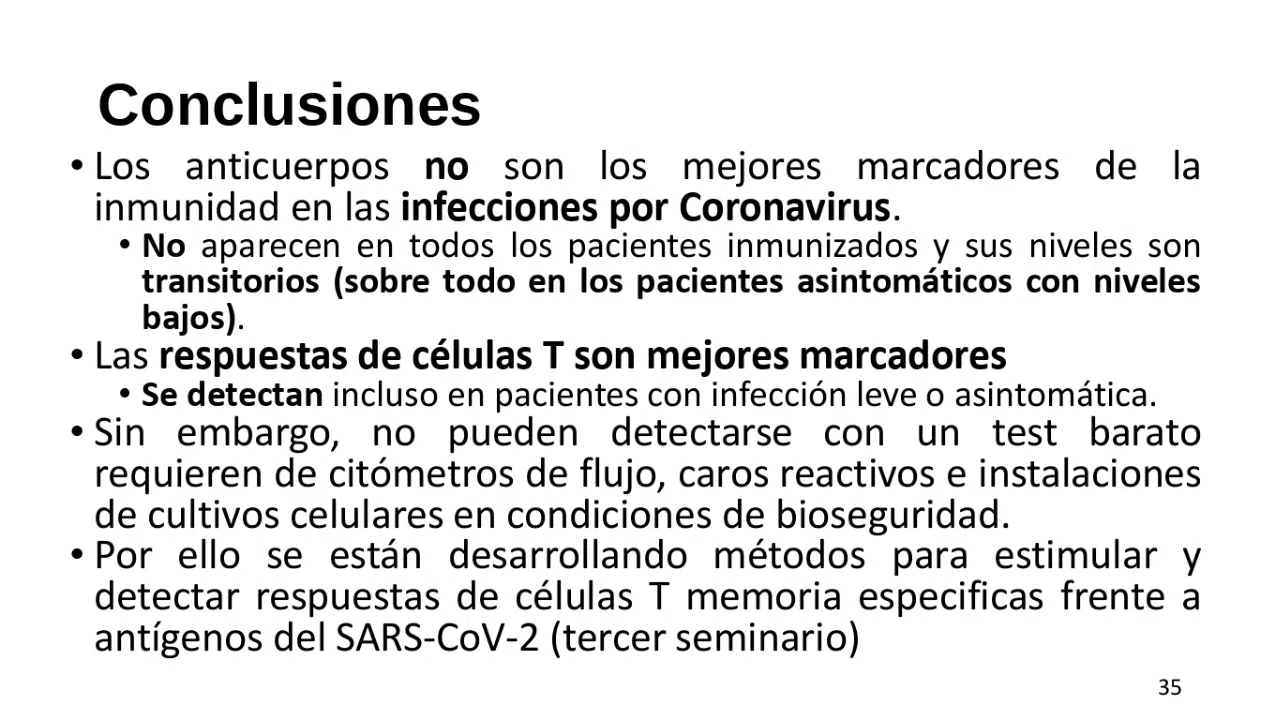 Conclusiones
• Los anticuerpos no son los mejores marcadores de la
inmunidad en las infecciones por Coronavirus.
• No aparecen en todos los pacientes inmunizados y sus niveles son
transitorios (sobre todo en los pacientes asintomáticos con niveles
bajos).
• Las respuestas de células T son mejores marcadores
• Se detectan incluso en pacientes con infección leve o asintomática.
• Sin embargo, no pueden detectarse con un test barato
requieren de citómetros de flujo, caros reactivos e instalaciones
de cultivos celulares en condiciones de bioseguridad.
• Por ello se están desarrollando métodos para estimular y
detectar respuestas de células T memoria especificas frente a
antígenos del SARS-CoV-2 (tercer seminario)
35